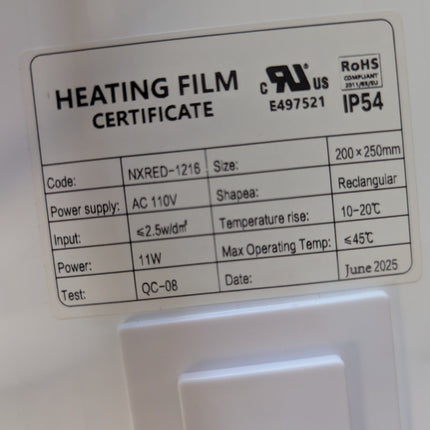 HEATING FILM
CERTIFICATE
c RU US
E497521
RoHS
COMPLIANT
2011/65/EU
IP54
Code: NXRED-1216 Size: 200×250mm
Power supply: AC 110V Shapea: Rectangular
Input: ≤2.5w/dm² Temperature rise: 10-20℃
Power: 11W Max Operating Temp: ≤45℃
Test: QC-08 Date: June 2025